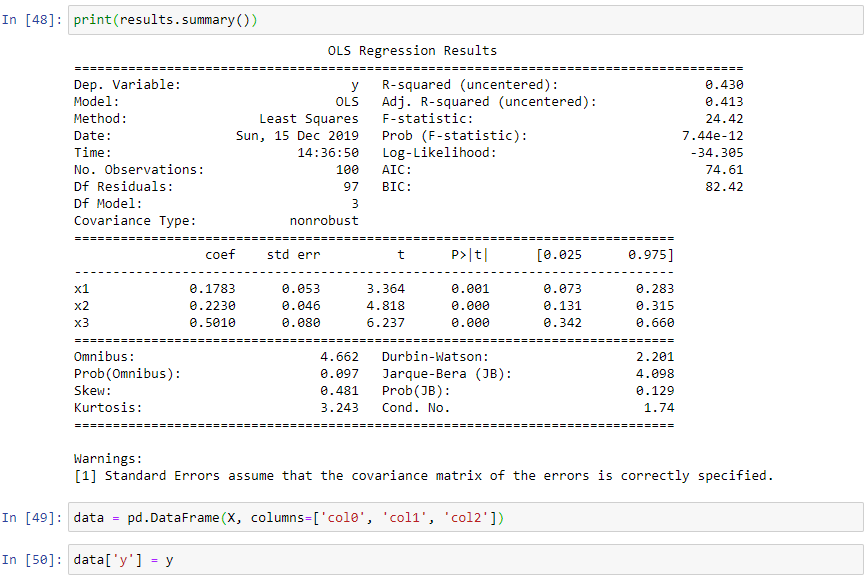 In [48]: print(results.summary())
OLS Regression Results
==============================================================================
Dep. Variable: y R-squared (uncentered): 0.430
Model: OLS Adj. R-squared (uncentered): 0.413
Method: Least Squares F-statistic: 24.42
Date: Sun, 15 Dec 2019 Prob (F-statistic): 7.44e-12
Time: 14:36:50 Log-Likelihood: -34.305
No. Observations: 100 AIC: 74.61
Df Residuals: 97 BIC: 82.42
Df Model: 3
Covariance Type: nonrobust
==============================================================================
coef std err t P>|t| [0.025 0.975]
------------------------------------------------------------------------------
x1 0.1783 0.053 3.364 0.001 0.073 0.283
x2 0.2230 0.046 4.818 0.000 0.131 0.315
x3 0.5010 0.080 6.237 0.000 0.342 0.660
==============================================================================
Omnibus: 4.662 Durbin-Watson: 2.201
Prob(Omnibus): 0.097 Jarque-Bera (JB): 4.098
Skew: 0.481 Prob(JB): 0.129
Kurtosis: 3.243 Cond. No. 1.74
==============================================================================
Warnings:
[1] Standard Errors assume that the covariance matrix of the errors is correctly specified.
In [49]: data = pd.DataFrame(X, columns=['col0', 'col1', 'col2'])
In [50]: data['y'] = y